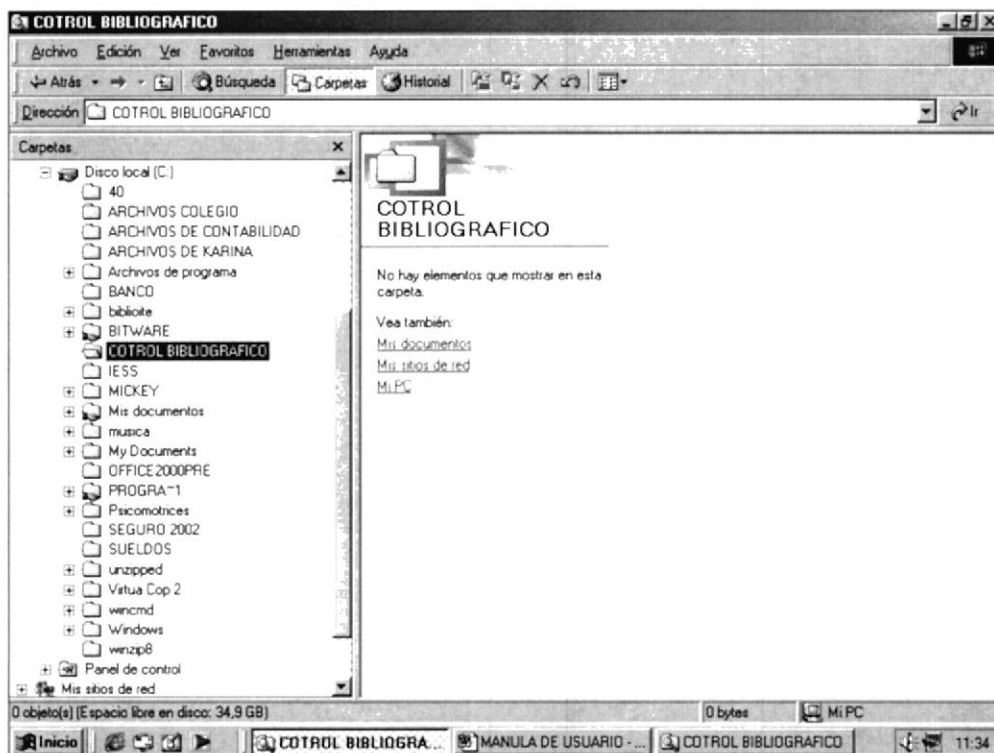 COTROL BIBLIOGRAFICO
Archivo Edición Ver Favoritos Herramientas Ayuda
Atrás Búsqueda Carpetas Historial
Dirección COTROL BIBLIOGRAFICO Ir
Carpetas
Disco local (C:)
40
ARCHIVOS COLEGIO
ARCHIVOS DE CONTABILIDAD
ARCHIVOS DE KARINA
Archivos de programa
BANCO
bibliote
BITWARE
COTROL BIBLIOGRAFICO
IESS
MICKEY
Mis documentos
musica
My Documents
OFFICE2000PRE
PROGRA~1
Psicomotrices
SEGURO 2002
SUELDOS
unzipped
Virtua Cop 2
wincmd
Windows
winzip8
Panel de control
Mis sitios de red
COTROL
BIBLIOGRAFICO
No hay elementos que mostrar en esta
carpeta.
Vea también:
Mis documentos
Mis sitios de red
Mi PC
0 objeto(s) (Espacio libre en disco: 34,9 GB) 0 bytes Mi PC
Inicio COTROL BIBLIOGRA... MANULA DE USUARIO - ... COTROL BIBLIOGRAFICO 11:34